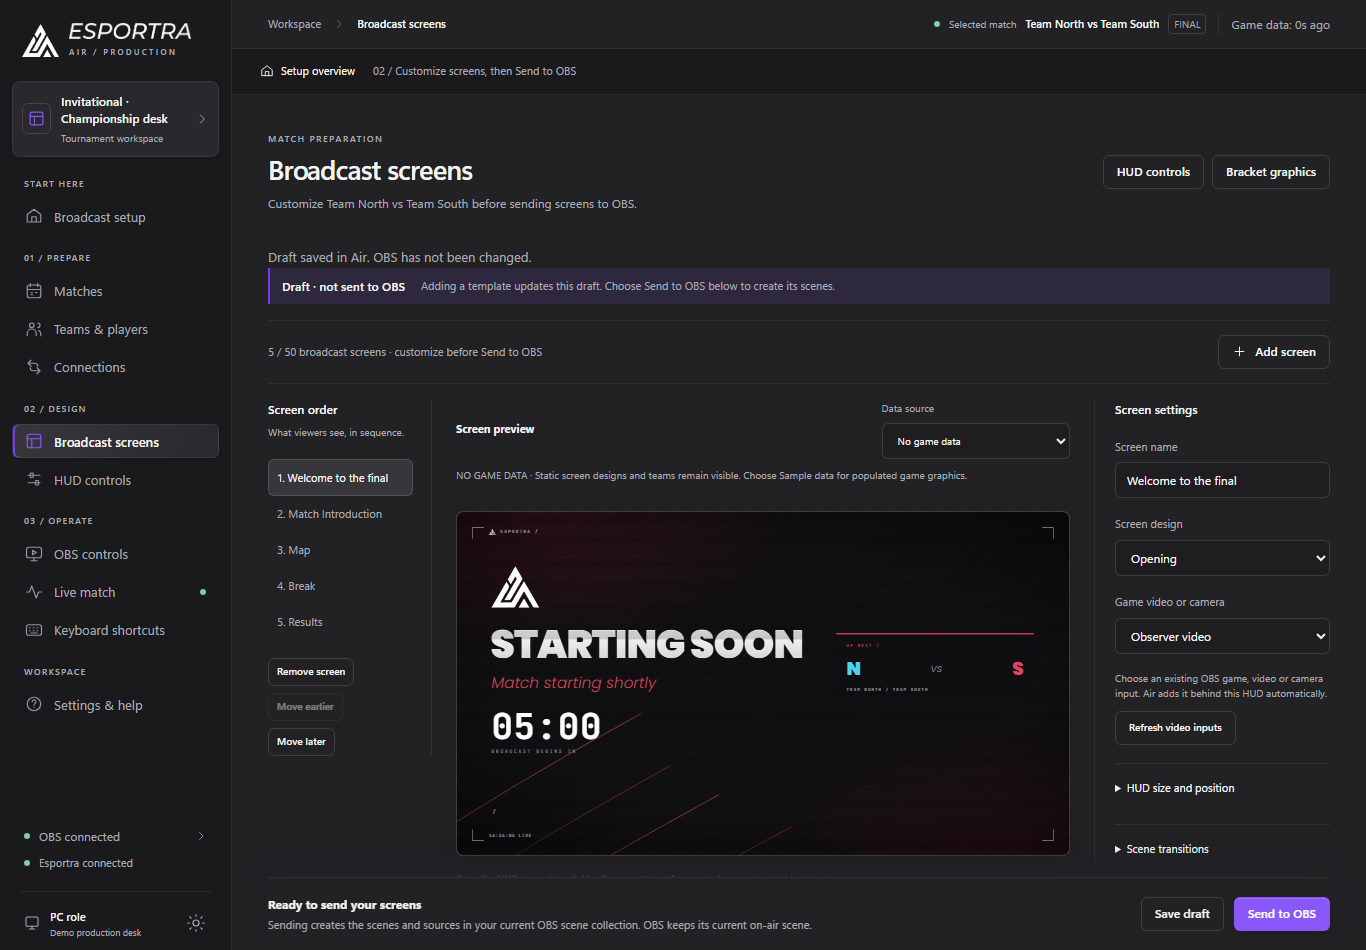 ESPORTRA
AIR / PRODUCTION
Invitational ·
Championship desk
Tournament workspace
START HERE
Broadcast setup
01 / PREPARE
Matches
Teams & players
Connections
02 / DESIGN
Broadcast screens
HUD controls
03 / OPERATE
OBS controls
Live match
Keyboard shortcuts
WORKSPACE
Settings & help
OBS connected
Esportra connected
PC role
Demo production desk
Workspace
Broadcast screens
Selected match Team North vs Team South FINAL
Game data: 0s ago
Setup overview
02 / Customize screens, then Send to OBS
MATCH PREPARATION
Broadcast screens
Customize Team North vs Team South before sending screens to OBS.
HUD controls
Bracket graphics
Draft saved in Air. OBS has not been changed.
Draft · not sent to OBS Adding a template updates this draft. Choose Send to OBS below to create its scenes.
5 / 50 broadcast screens · customize before Send to OBS
Add screen
Screen order
What viewers see, in sequence.
1. Welcome to the final
2. Match Introduction
3. Map
4. Break
5. Results
Remove screen
Move earlier
Move later
Screen preview
Data source
No game data
NO GAME DATA · Static screen designs and teams remain visible. Choose Sample data for populated game graphics.
ESPORTRA /
STARTING SOON
Match starting shortly
05:00
BROADCAST BEGINS IN
UP NEXT /
N VS S
TEAM NORTH / TEAM SOUTH
/
Screen settings
Screen name
Welcome to the final
Screen design
Opening
Game video or camera
Observer video
Choose an existing OBS game, video or camera
input. Air adds it behind this HUD automatically.
Refresh video inputs
HUD size and position
Scene transitions
Ready to send your screens
Sending creates the scenes and sources in your current OBS scene collection. OBS keeps its current on-air scene.
Save draft
Send to OBS